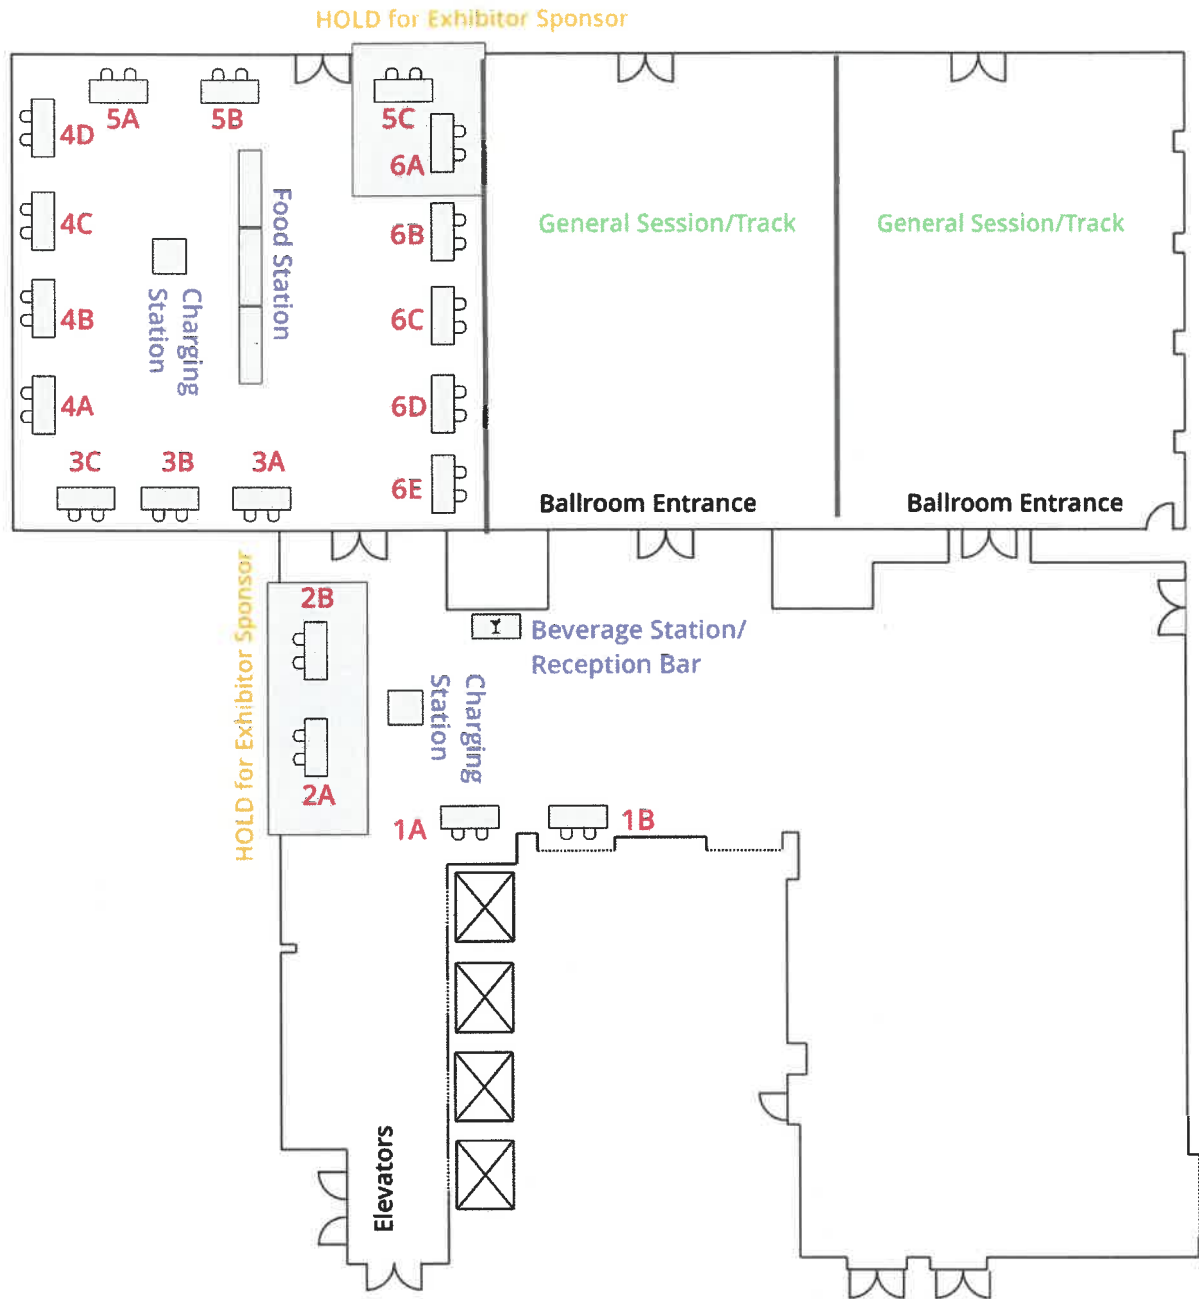 HOLD for Exhibitor Sponsor
5A
5B
5C
4D
6A
4C
6B
General Session/Track
General Session/Track
Food Station
Charging
Station
4B
6C
4A
6D
3C
3B
3A
6E
Ballroom Entrance
Ballroom Entrance
HOLD for Exhibitor Sponsor
2B
Beverage Station/
Reception Bar
Charging
Station
2A
1A
1B
Elevators